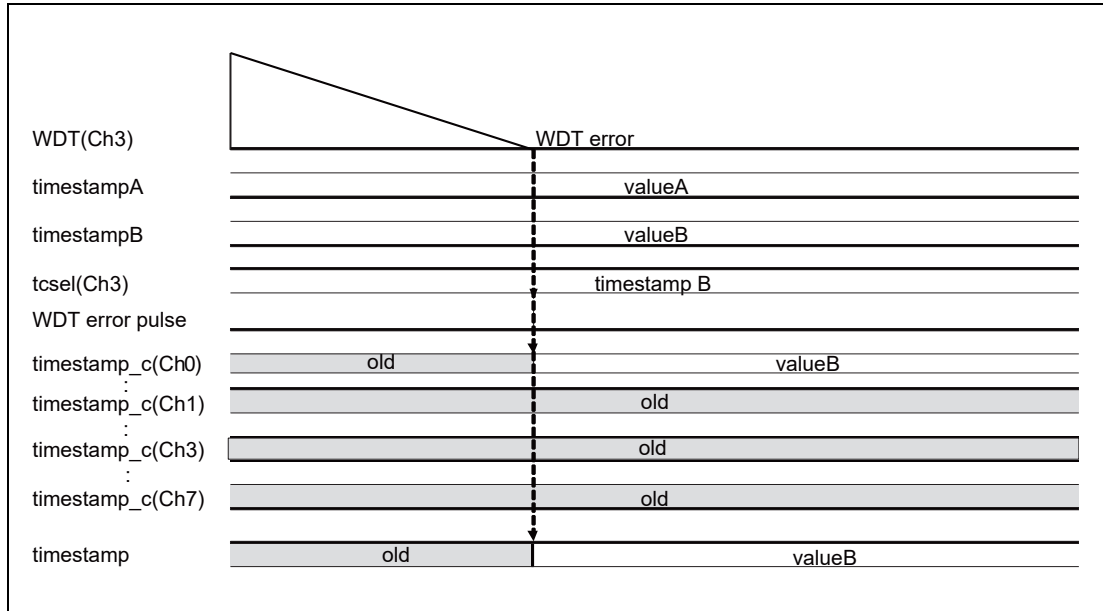 WDT(Ch3) WDT error
timestampA valueA
timestampB valueB
tcsel(Ch3) timestamp B
WDT error pulse
timestamp_c(Ch0) old valueB
:
timestamp_c(Ch1) old
:
timestamp_c(Ch3) old
:
timestamp_c(Ch7) old
timestamp old valueB